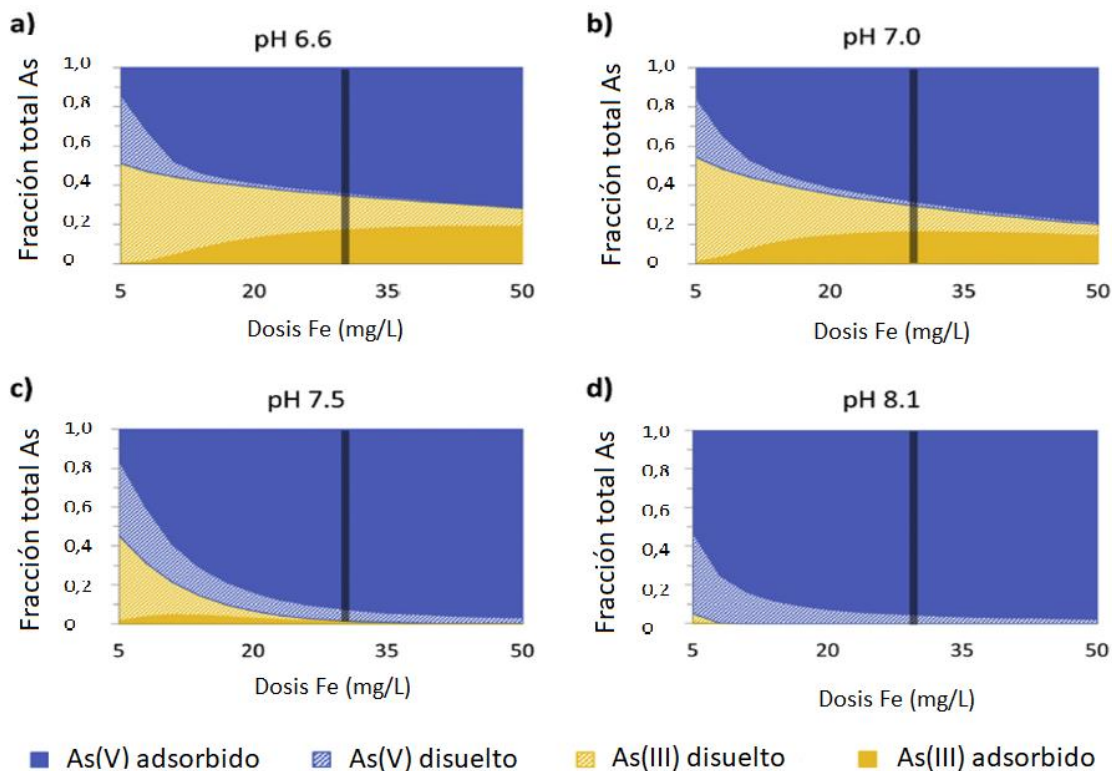 a)
pH 6.6
Fracción total As
1,0
0,8
0,6
0,4
0,2
0
5 20 35 50
Dosis Fe (mg/L)
b)
pH 7.0
Fracción total As
1,0
0,8
0,6
0,4
0,2
0
5 20 35 50
Dosis Fe (mg/L)
c)
pH 7.5
Fracción total As
1,0
0,8
0,6
0,4
0,2
0
5 20 35 50
Dosis Fe (mg/L)
d)
pH 8.1
Fracción total As
1,0
0,8
0,6
0,4
0,2
0
5 20 35 50
Dosis Fe (mg/L)
As(V) adsorbido As(V) disuelto As(III) disuelto As(III) adsorbido